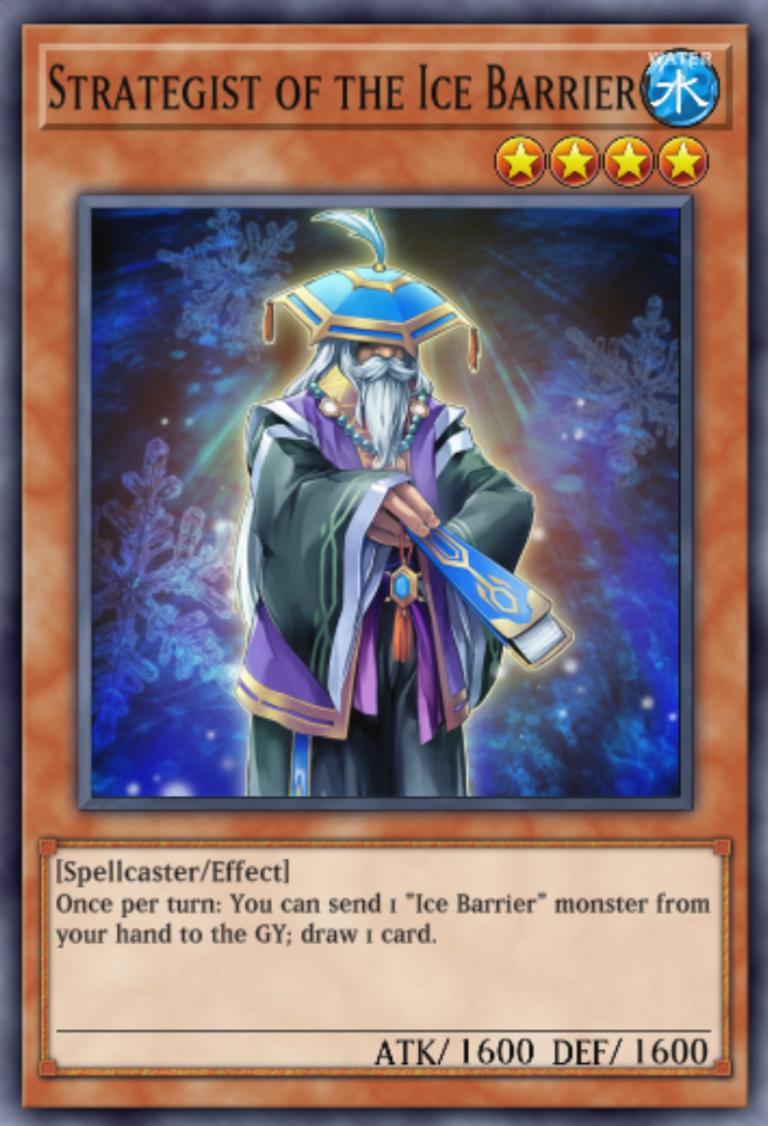 STRATEGIST OF THE ICE BARRIER
WATER
水
[Spellcaster/Effect]
Once per turn: You can send 1 "Ice Barrier" monster from
your hand to the GY; draw 1 card.
ATK/ 1600 DEF/ 1600